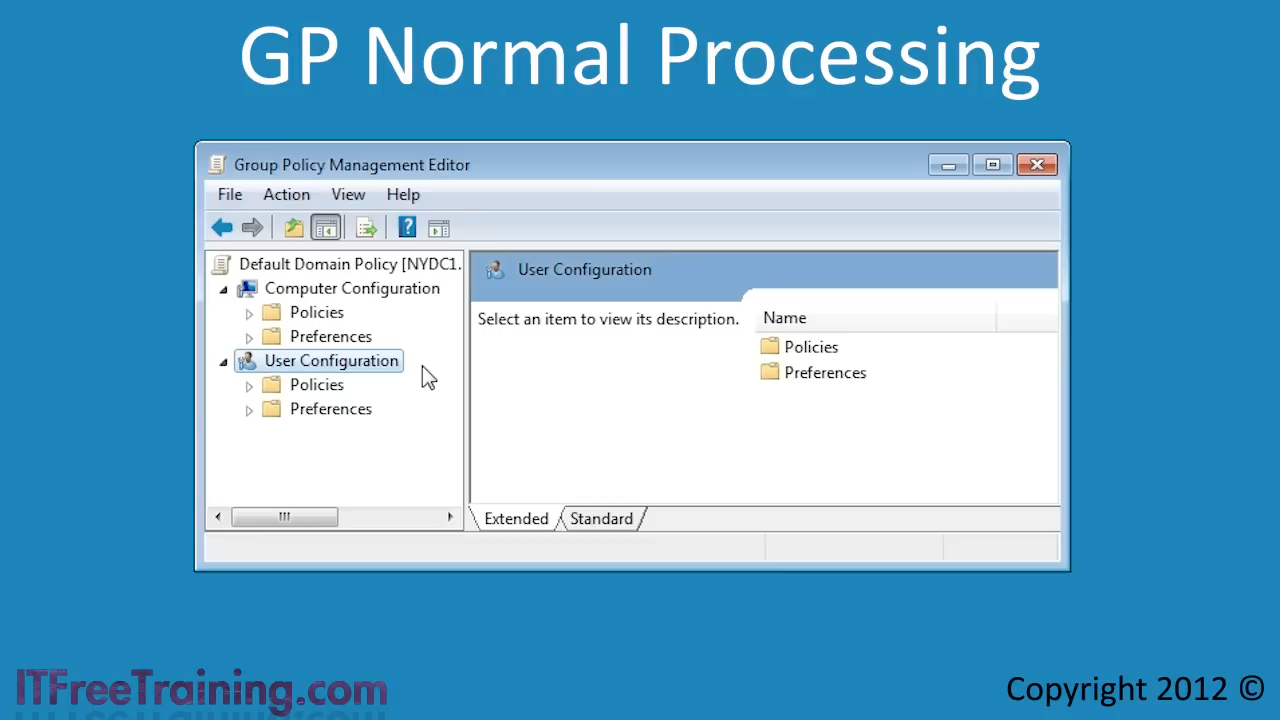 GP Normal Processing
Group Policy Management Editor
File Action View Help
Default Domain Policy [NYDC1.
Computer Configuration
Policies
Preferences
User Configuration
Policies
Preferences
User Configuration
Select an item to view its description.
Name
Policies
Preferences
Extended Standard
ITFreeTraining.com
Copyright 2012 ©